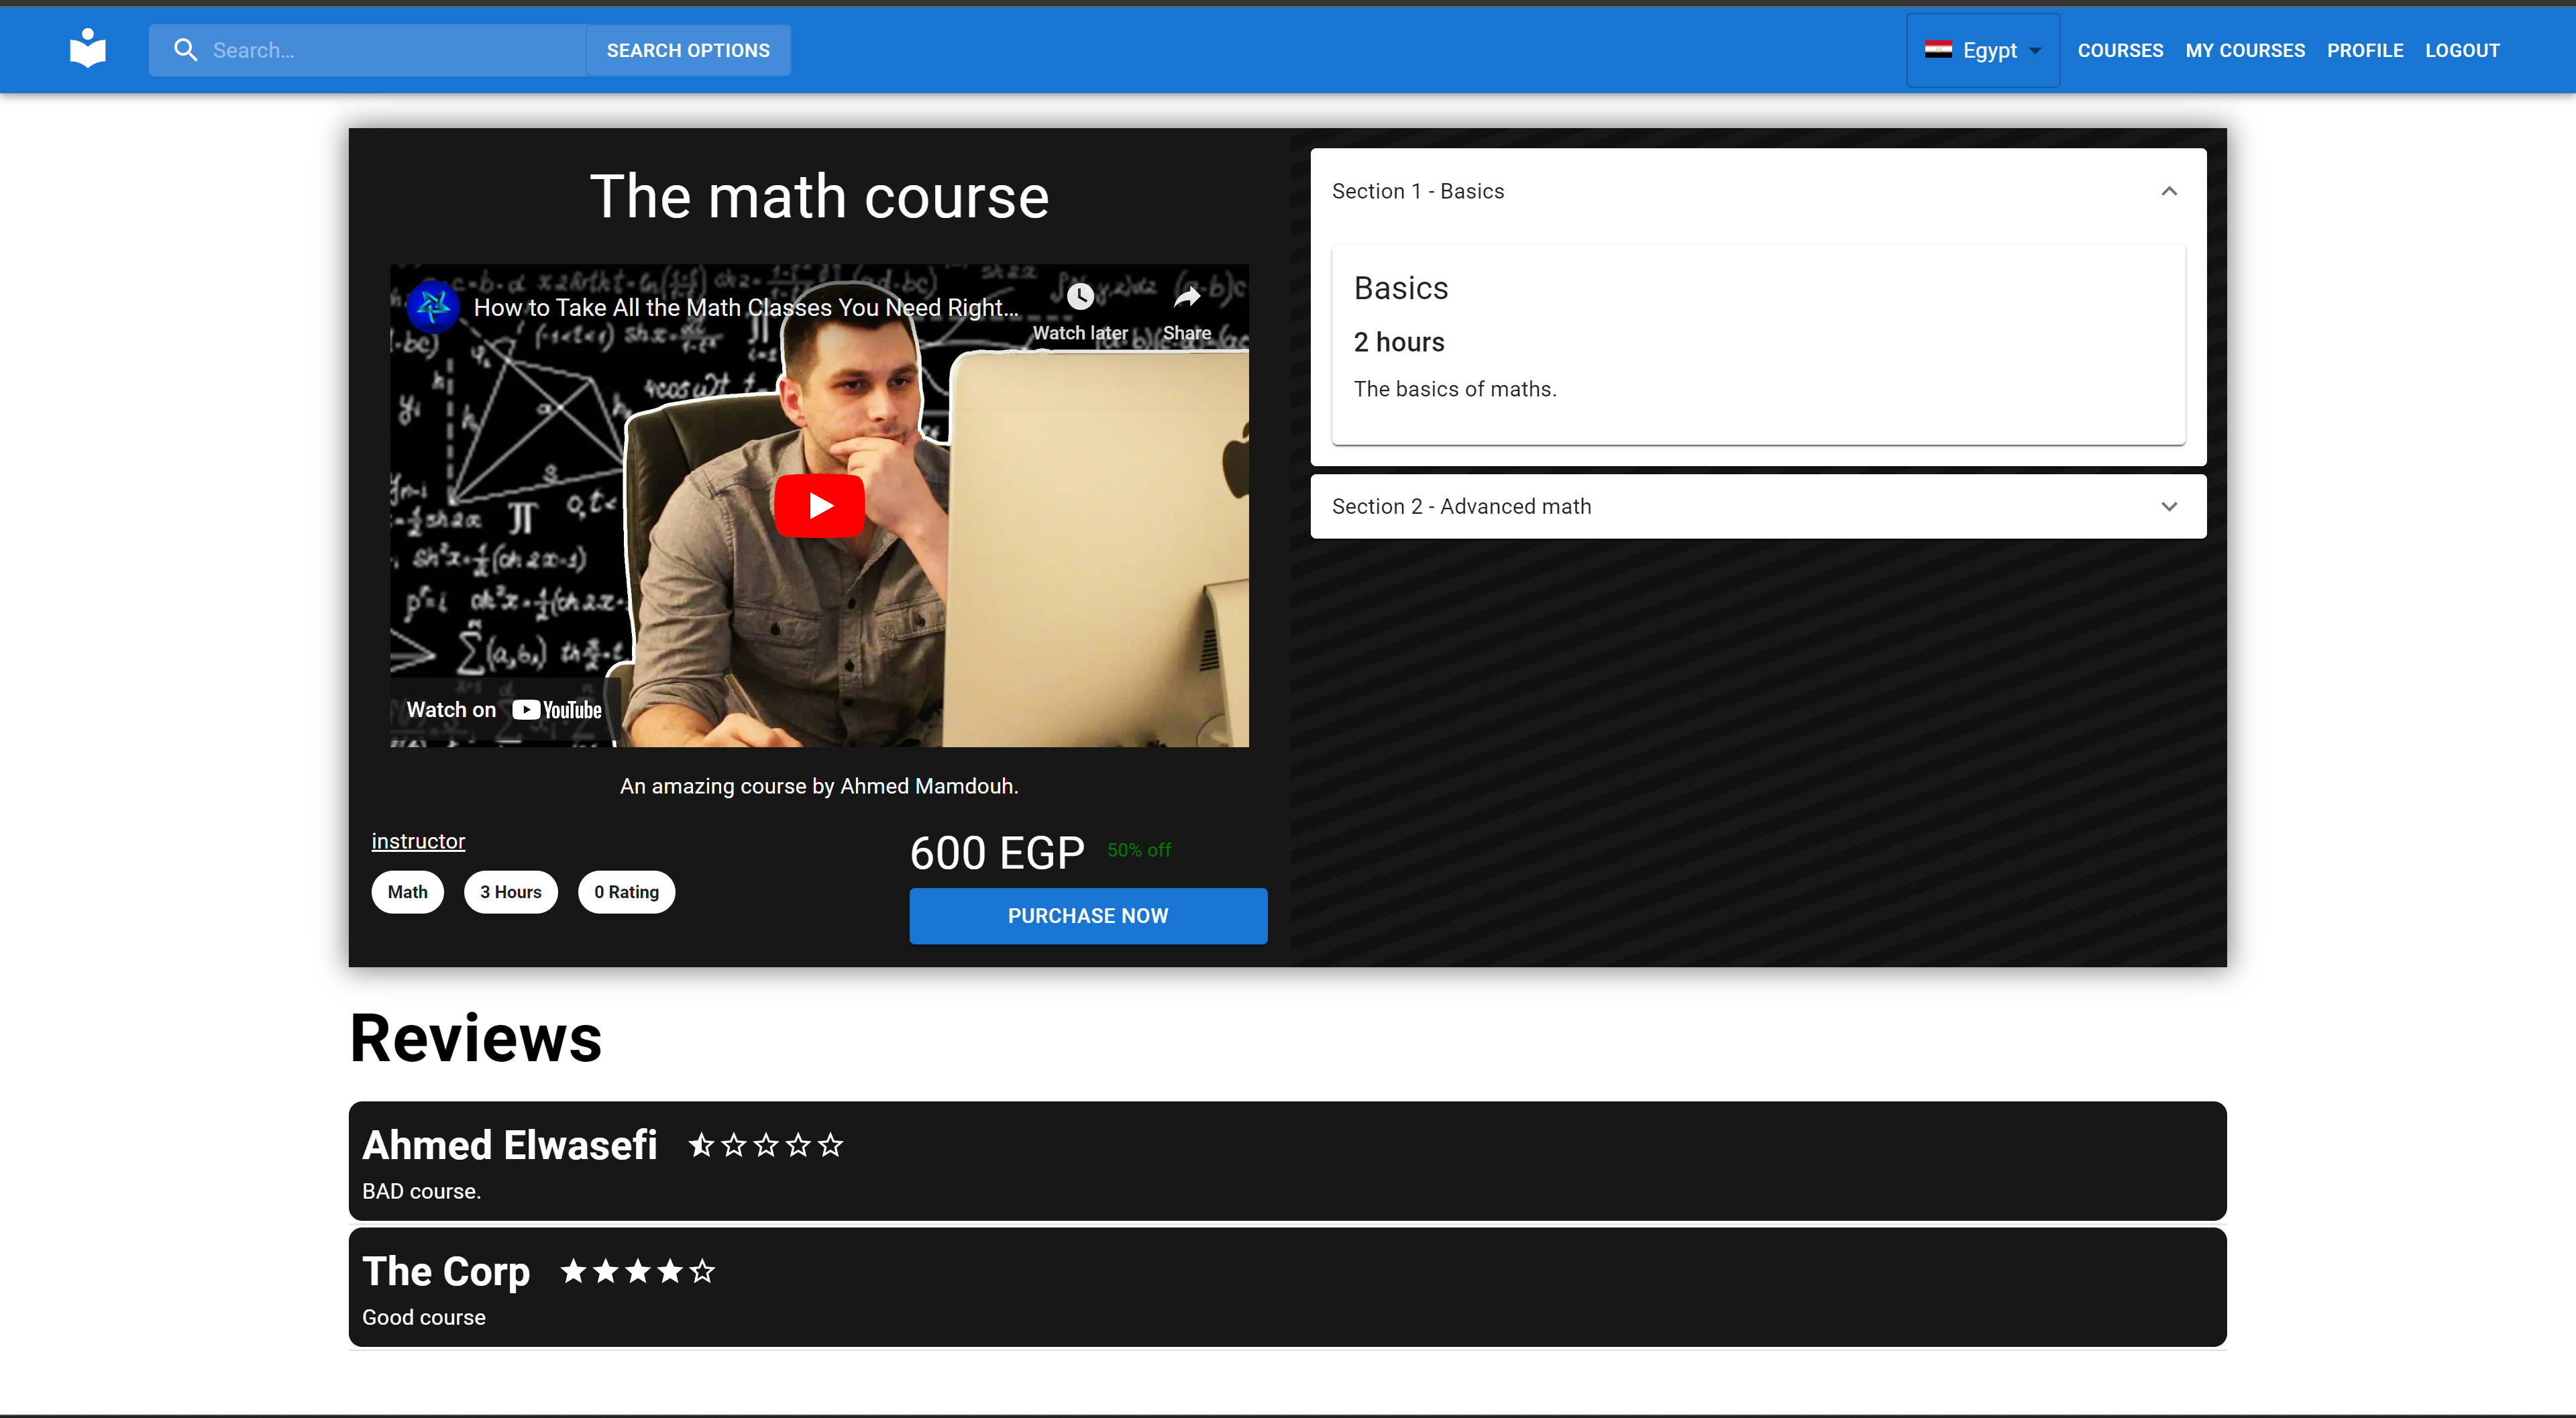 Search...
SEARCH OPTIONS
Egypt
COURSES
MY COURSES
PROFILE
LOGOUT
The math course
How to Take All the Math Classes You Need Right...
Watch later
Share
Watch on YouTube
An amazing course by Ahmed Mamdouh.
instructor
Math
3 Hours
0 Rating
600 EGP
50% off
PURCHASE NOW
Section 1 - Basics
Basics
2 hours
The basics of maths.
Section 2 - Advanced math
Reviews
Ahmed Elwasefi
BAD course.
The Corp
Good course